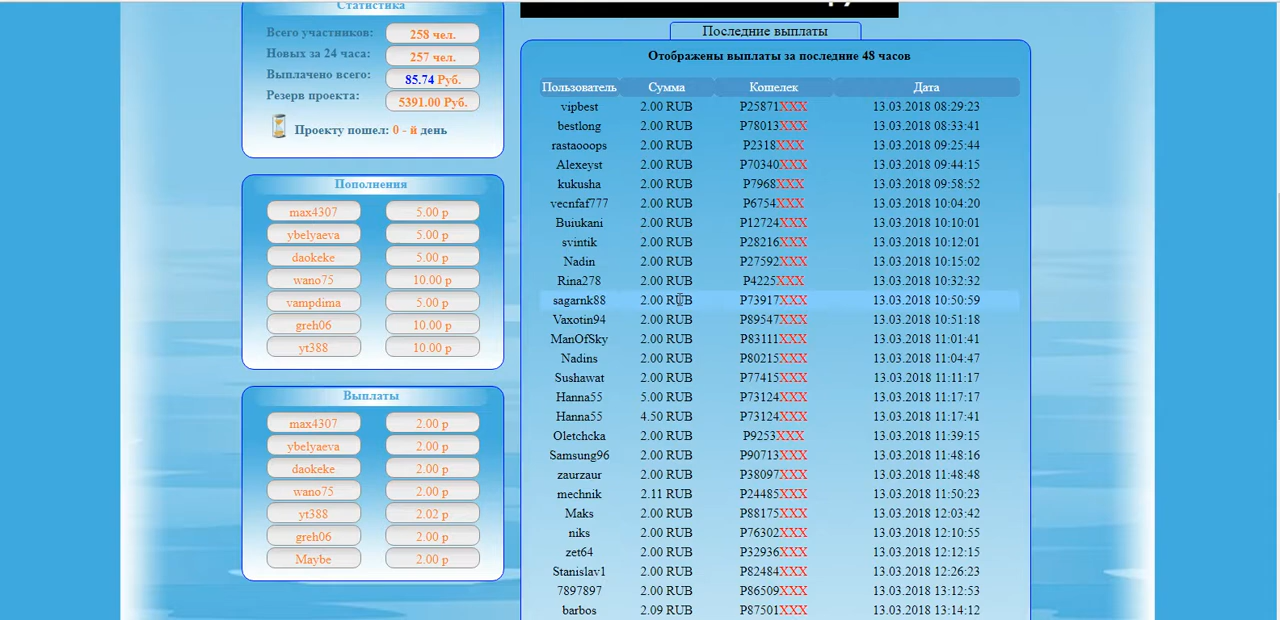 Статистика
Всего участников: 258 чел.
Новых за 24 часа: 257 чел.
Выплачено всего: 85.74 Руб.
Резерв проекта: 5391.00 Руб.
Проекту пошел: 0 - й день
Пополнения
max4307 5.00 р
ybelyaeva 5.00 р
daokeke 5.00 р
wano75 10.00 р
vampdima 5.00 р
greh06 10.00 р
yt388 10.00 р
Выплаты
max4307 2.00 р
ybelyaeva 2.00 р
daokeke 2.00 р
wano75 2.00 р
yt388 2.02 р
greh06 2.00 р
Maybe 2.00 р
Последние выплаты
Отображены выплаты за последние 48 часов
Пользователь Сумма Кошелек Дата
vipbest 2.00 RUB P25871XXX 13.03.2018 08:29:23
bestlong 2.00 RUB P78013XXX 13.03.2018 08:33:41
rastaooops 2.00 RUB P2318XXX 13.03.2018 09:25:44
Alexeyst 2.00 RUB P70340XXX 13.03.2018 09:44:15
kukusha 2.00 RUB P7968XXX 13.03.2018 09:58:52
vecnfaf777 2.00 RUB P6754XXX 13.03.2018 10:04:20
Buiukani 2.00 RUB P12724XXX 13.03.2018 10:10:01
svintik 2.00 RUB P28216XXX 13.03.2018 10:12:01
Nadin 2.00 RUB P27592XXX 13.03.2018 10:15:02
Rina278 2.00 RUB P4225XXX 13.03.2018 10:32:32
sagarnk88 2.00 RUB P73917XXX 13.03.2018 10:50:59
Vaxotin94 2.00 RUB P89547XXX 13.03.2018 10:51:18
ManOfSky 2.00 RUB P83111XXX 13.03.2018 11:01:41
Nadins 2.00 RUB P80215XXX 13.03.2018 11:04:47
Sushawat 2.00 RUB P77415XXX 13.03.2018 11:11:17
Hanna55 5.00 RUB P73124XXX 13.03.2018 11:17:17
Hanna55 4.50 RUB P73124XXX 13.03.2018 11:17:41
Oletchcka 2.00 RUB P9253XXX 13.03.2018 11:39:15
Samsung96 2.00 RUB P90713XXX 13.03.2018 11:48:16
zaurzaur 2.00 RUB P38097XXX 13.03.2018 11:48:48
mechnik 2.11 RUB P24485XXX 13.03.2018 11:50:23
Maks 2.00 RUB P88175XXX 13.03.2018 12:03:42
niks 2.00 RUB P76302XXX 13.03.2018 12:10:55
zet64 2.00 RUB P32936XXX 13.03.2018 12:12:15
Stanislav1 2.00 RUB P82484XXX 13.03.2018 12:26:23
7897897 2.00 RUB P86509XXX 13.03.2018 13:12:53
barbos 2.09 RUB P87501XXX 13.03.2018 13:14:12